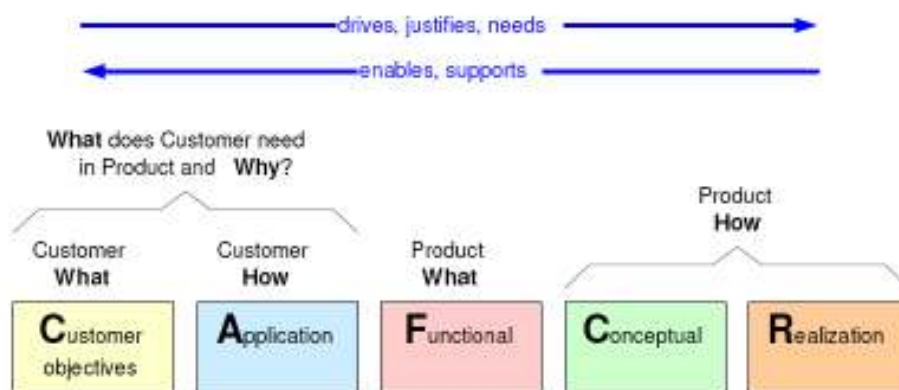 drives, justifies, needs
enables, supports
What does Customer need
in Product and Why?
Customer
What
Customer
How
Product
What
Product
How
Customer
objectives
Application
Functional
Conceptual
Realization